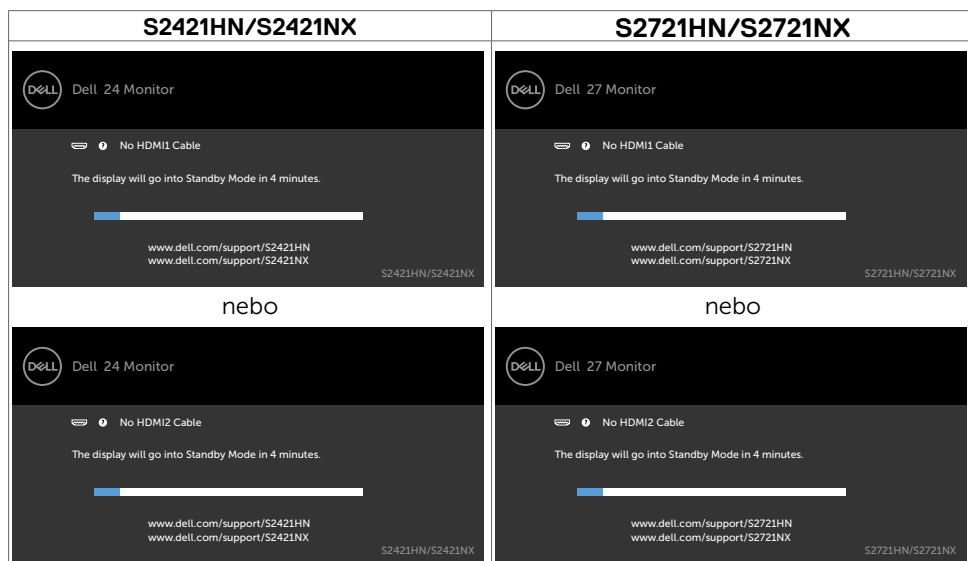 S2421HN/S2421NX
S2721HN/S2721NX
DELL
Dell 24 Monitor
No HDMI1 Cable
The display will go into Standby Mode in 4 minutes.
www.dell.com/support/S2421HN
www.dell.com/support/S2421NX
S2421HN/S2421NX
DELL
Dell 27 Monitor
No HDMI1 Cable
The display will go into Standby Mode in 4 minutes.
www.dell.com/support/S2721HN
www.dell.com/support/S2721NX
S2721HN/S2721NX
nebo
nebo
DELL
Dell 24 Monitor
No HDMI2 Cable
The display will go into Standby Mode in 4 minutes.
www.dell.com/support/S2421HN
www.dell.com/support/S2421NX
S2421HN/S2421NX
DELL
Dell 27 Monitor
No HDMI2 Cable
The display will go into Standby Mode in 4 minutes.
www.dell.com/support/S2721HN
www.dell.com/support/S2721NX
S2721HN/S2721NX